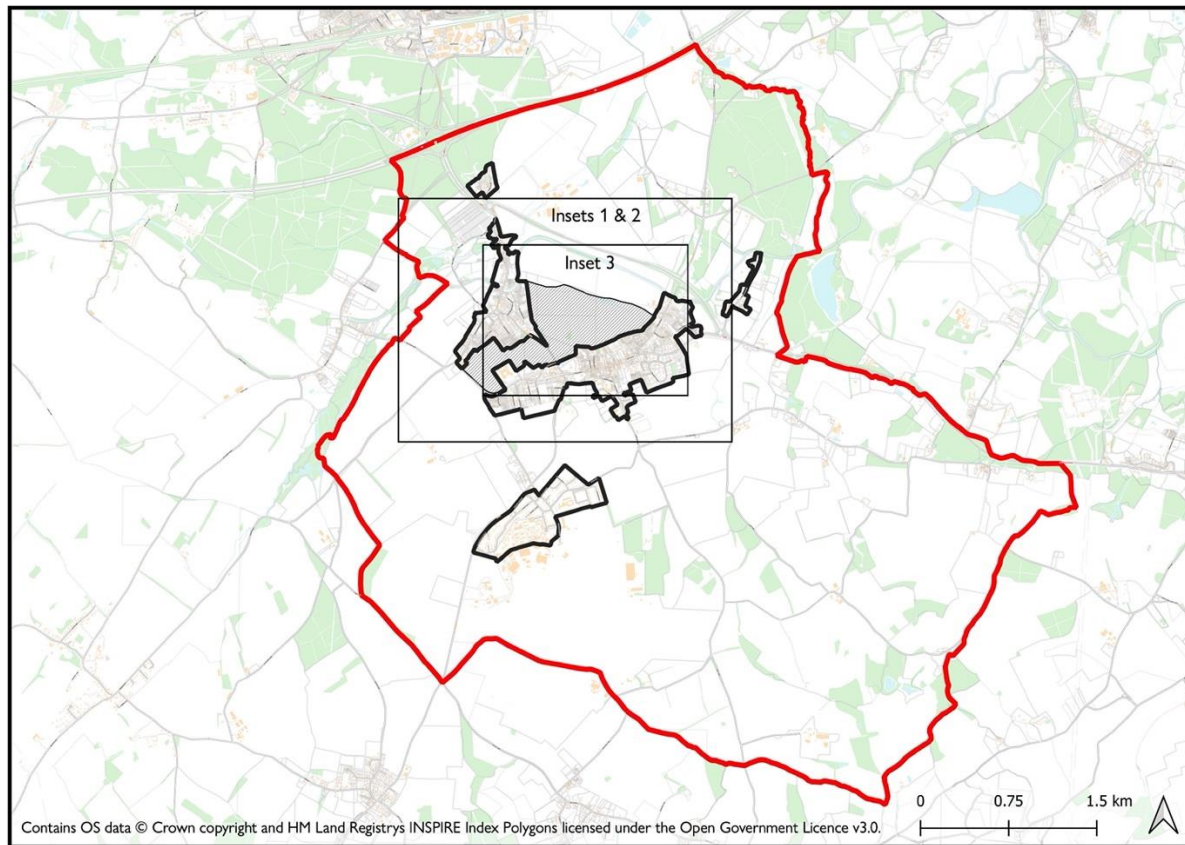 Insets 1 & 2
Inset 3
0 0.75 1.5 km
Contains OS data © Crown copyright and HM Land Registrys INSPIRE Index Polygons licensed under the Open Government Licence v3.0.